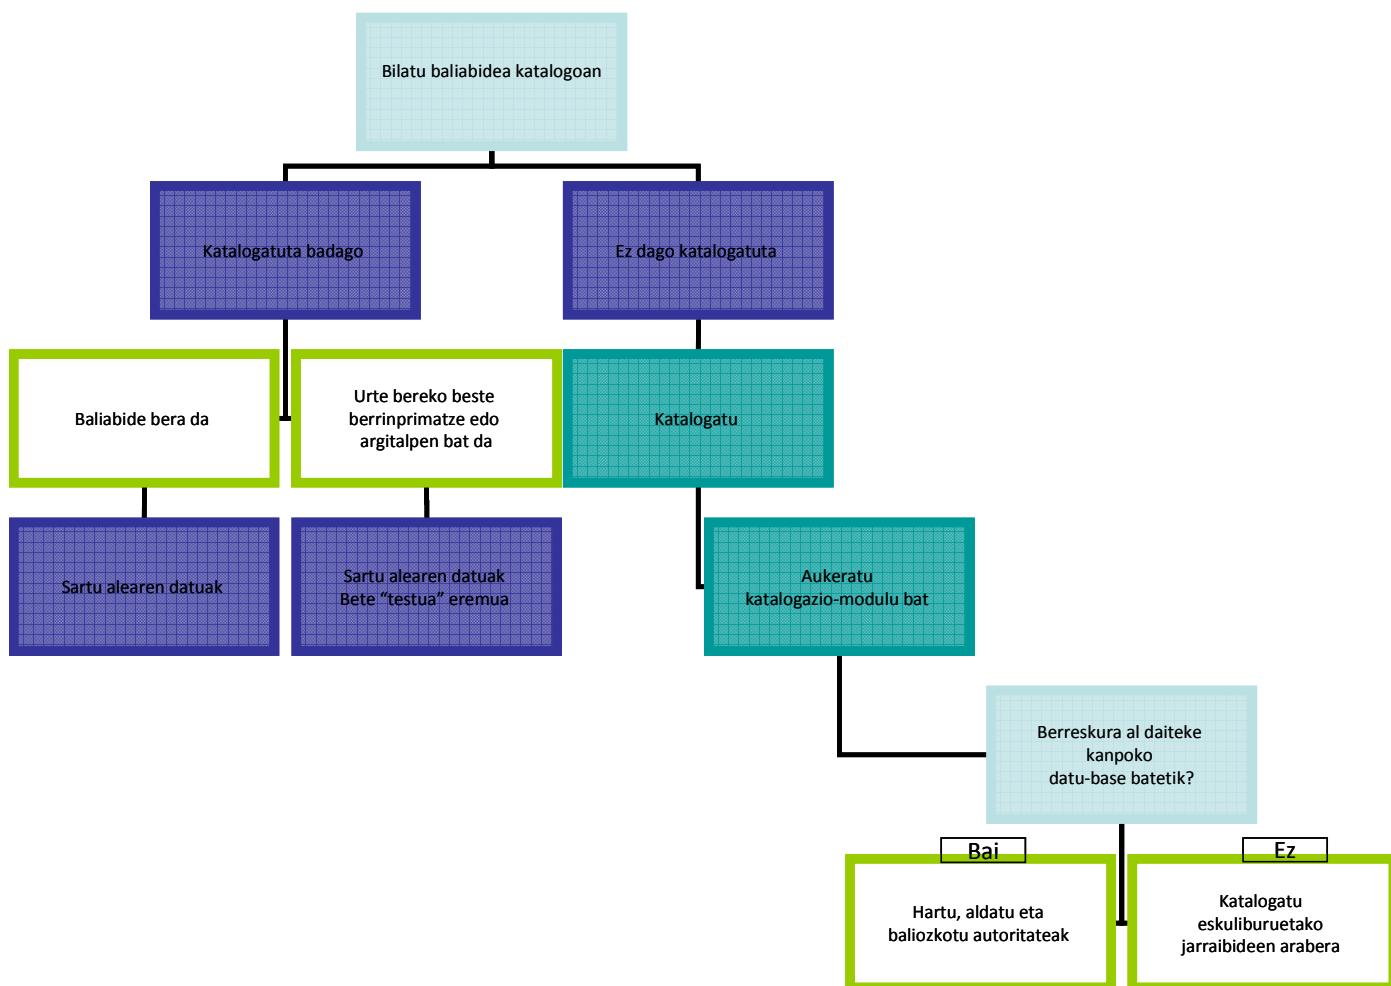 Bilatu baliabidea katalogoan
Katalogatuta badago
Ez dago katalogatuta
Baliabide bera da
Urte bereko beste
berrinprimatze edo
argitalpen bat da
Katalogatu
Sartu alearen datuak
Sartu alearen datuak
Bete “testua” eremua
Aukeratu
katalogazio-modulu bat
Berreskura al daiteke
kanpoko
datu-base batetik?
Bai
Ez
Hartu, aldatu eta
baliozkotu autoritateak
Katalogatu
eskuliburuetako
jarraibideen arabera